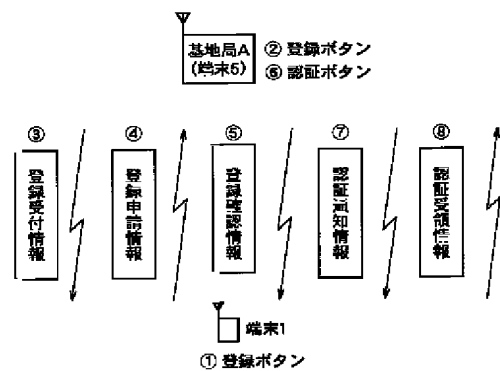 基地局A
(端末5)
② 登録ボタン
⑥ 認証ボタン
③
④
⑤
⑦
⑧
登録受付情報
登録申請情報
登録確認情報
認証通知情報
認証受領情報
端末1
① 登録ボタン